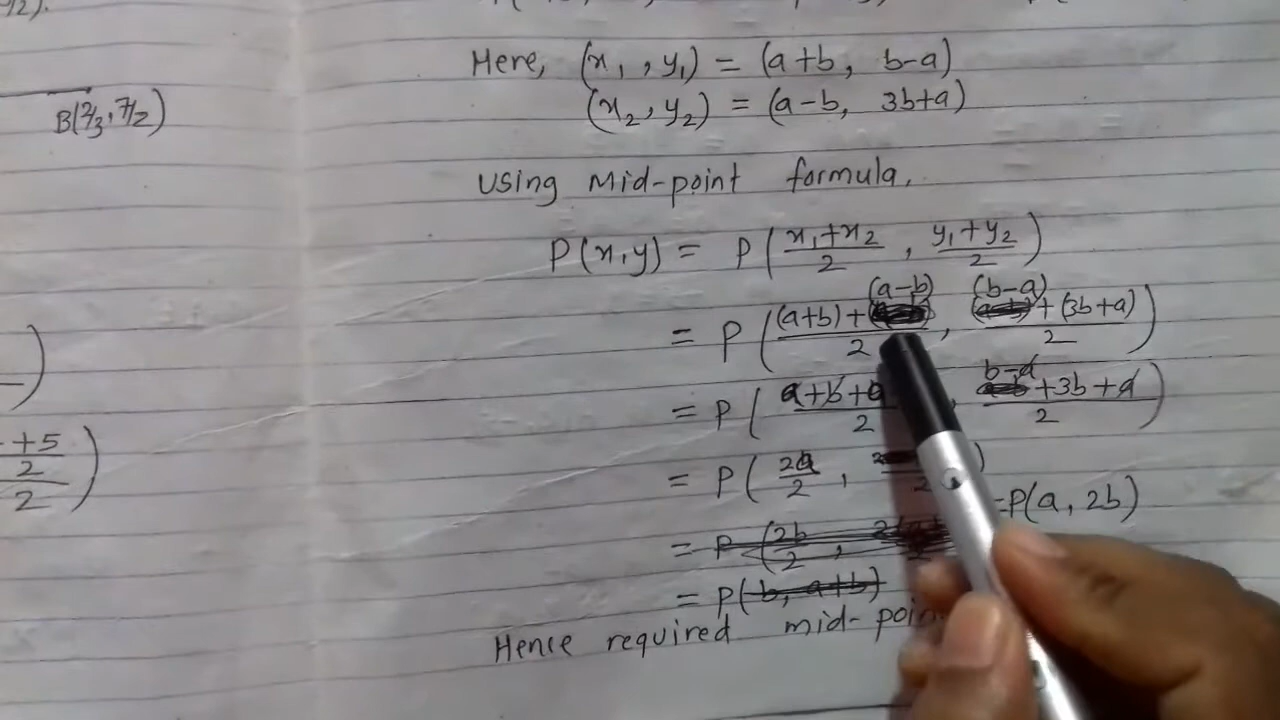 B(2/3, 7/2)
Here, (x₁, y₁) = (a+b, b-a)
(x₂, y₂) = (a-b, 3b+a)
Using Mid-point formula,
P(x,y) = P((x₁+x₂)/2, (y₁+y₂)/2)
= P(((a+b)+(a-b))/2, ((b-a)+(3b+a))/2)
= P((a+b+a)/2, (b-a+3b+a)/2)
+5/2
2
= P(2a/2,
=P(a, 2b)
= P (2b/2,
= P(b, a+b)
Hence required mid-poin